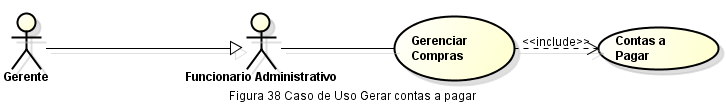 Gerente
Funcionario Administrativo
Gerenciar
Compras
<<include>>
Contas a
Pagar
Figura 38 Caso de Uso Gerar contas a pagar